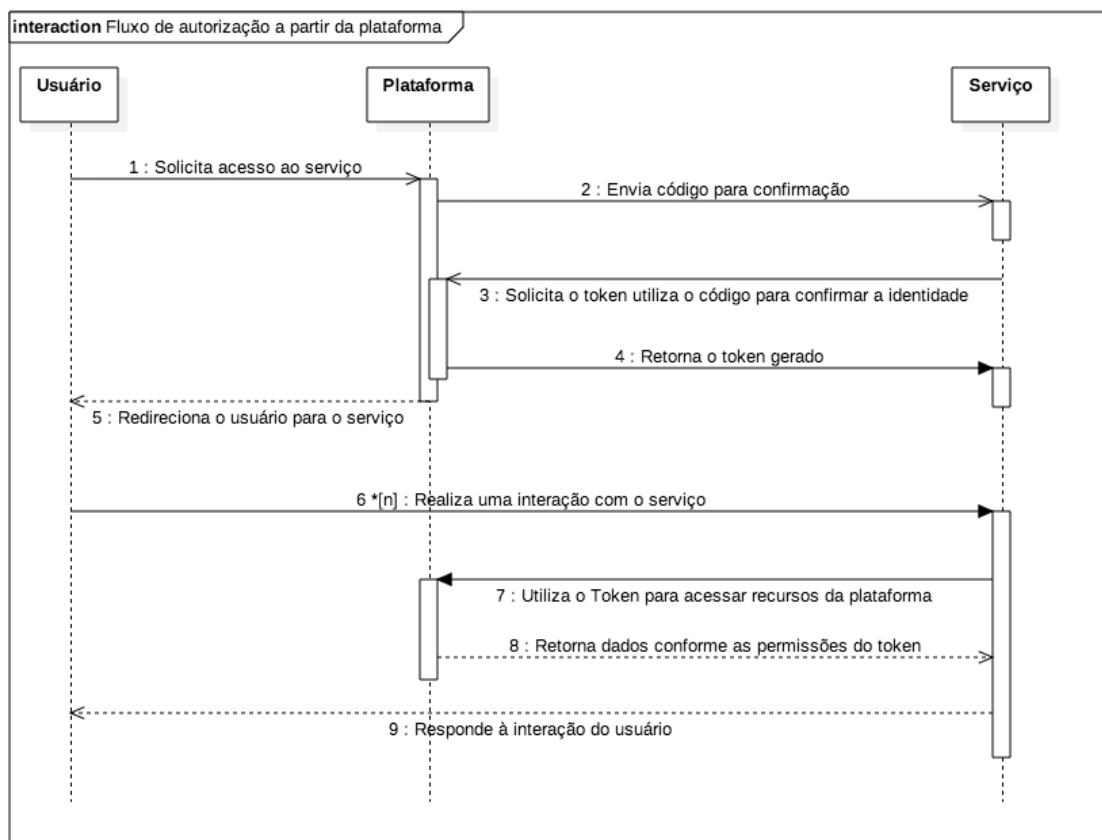 interaction Fluxo de autorização a partir da plataforma
Usuário
Plataforma
Serviço
1 : Solicita acesso ao serviço
2 : Envia código para confirmação
3 : Solicita o token utiliza o código para confirmar a identidade
4 : Retorna o token gerado
5 : Redireciona o usuário para o serviço
6 *[n] : Realiza uma interação com o serviço
7 : Utiliza o Token para acessar recursos da plataforma
8 : Retorna dados conforme as permissões do token
9 : Responde à interação do usuário